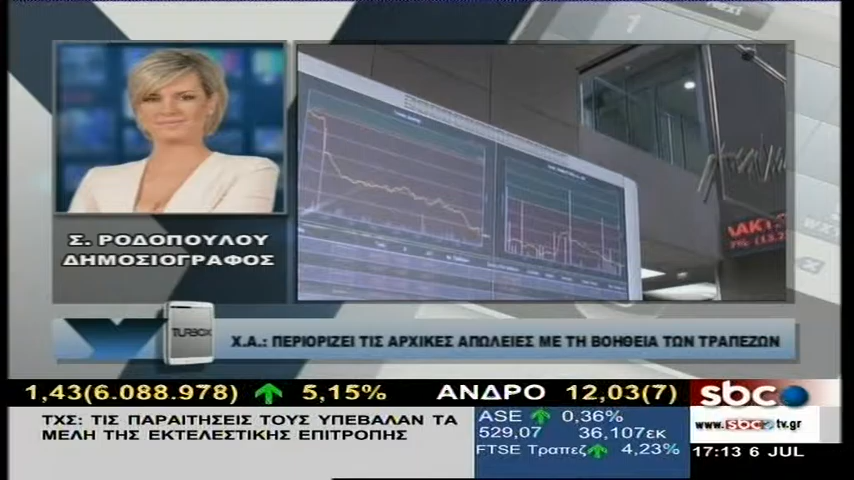 Σ. ΡΟΔΟΠΟΥΛΟΥ
ΔΗΜΟΣΙΟΓΡΑΦΟΣ
TURBOX
Χ.Α.: ΠΕΡΙΟΡΙΖΕΙ ΤΙΣ ΑΡΧΙΚΕΣ ΑΠΩΛΕΙΕΣ ΜΕ ΤΗ ΒΟΗΘΕΙΑ ΤΩΝ ΤΡΑΠΕΖΩΝ
1,43(6.088.978) 5,15% ΑΝΔΡΟ 12,03(7)
sbc
ΤΧΣ: ΤΙΣ ΠΑΡΑΙΤΗΣΕΙΣ ΤΟΥΣ ΥΠΕΒΑΛΑΝ ΤΑ
ΜΕΛΗ ΤΗΣ ΕΚΤΕΛΕΣΤΙΚΗΣ ΕΠΙΤΡΟΠΗΣ
ASE 0,36%
529,07 36,107εκ
FTSE Τραπεζ 4,23%
www.sbctv.gr
17:13 6 JUL